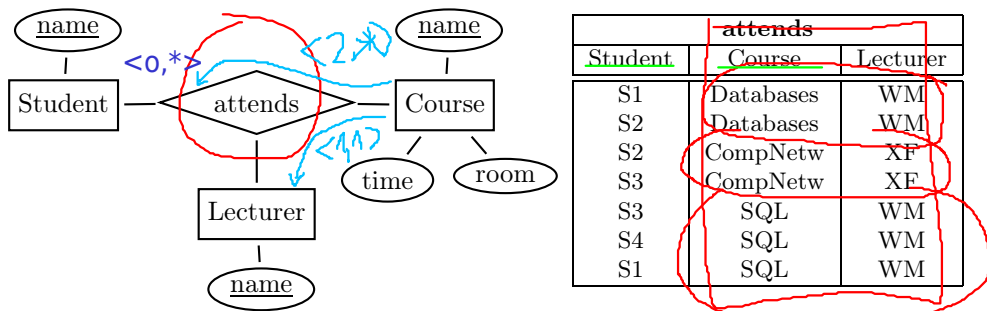 name
name
<0,*>
<2,*>
Student
attends
Course
<1,1>
time
room
Lecturer
name
attends
Student Course Lecturer
S1 Databases WM
S2 Databases WM
S2 CompNetw XF
S3 CompNetw XF
S3 SQL WM
S4 SQL WM
S1 SQL WM